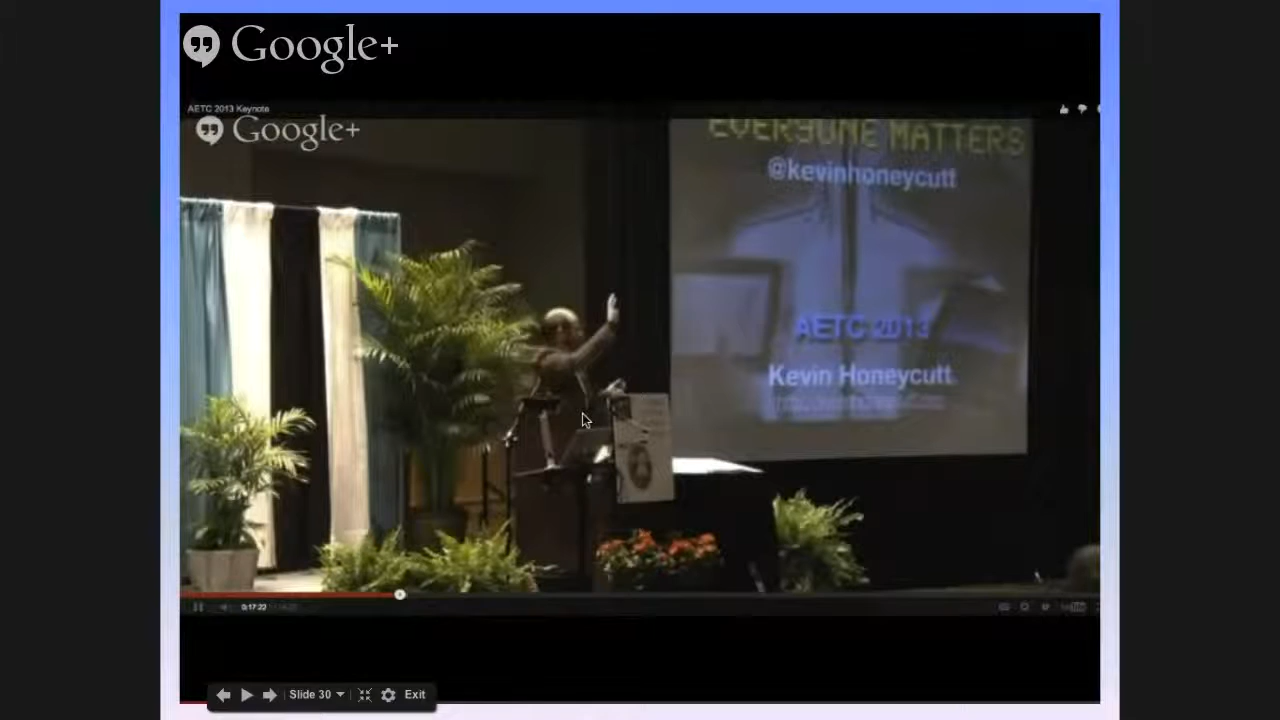 Google+
AETC 2013 Keynote
Google+
EVERYONE MATTERS
@kevinhoneycutt
AETC 2013
Kevin Honeycutt
0:17:22
Slide 30
Exit